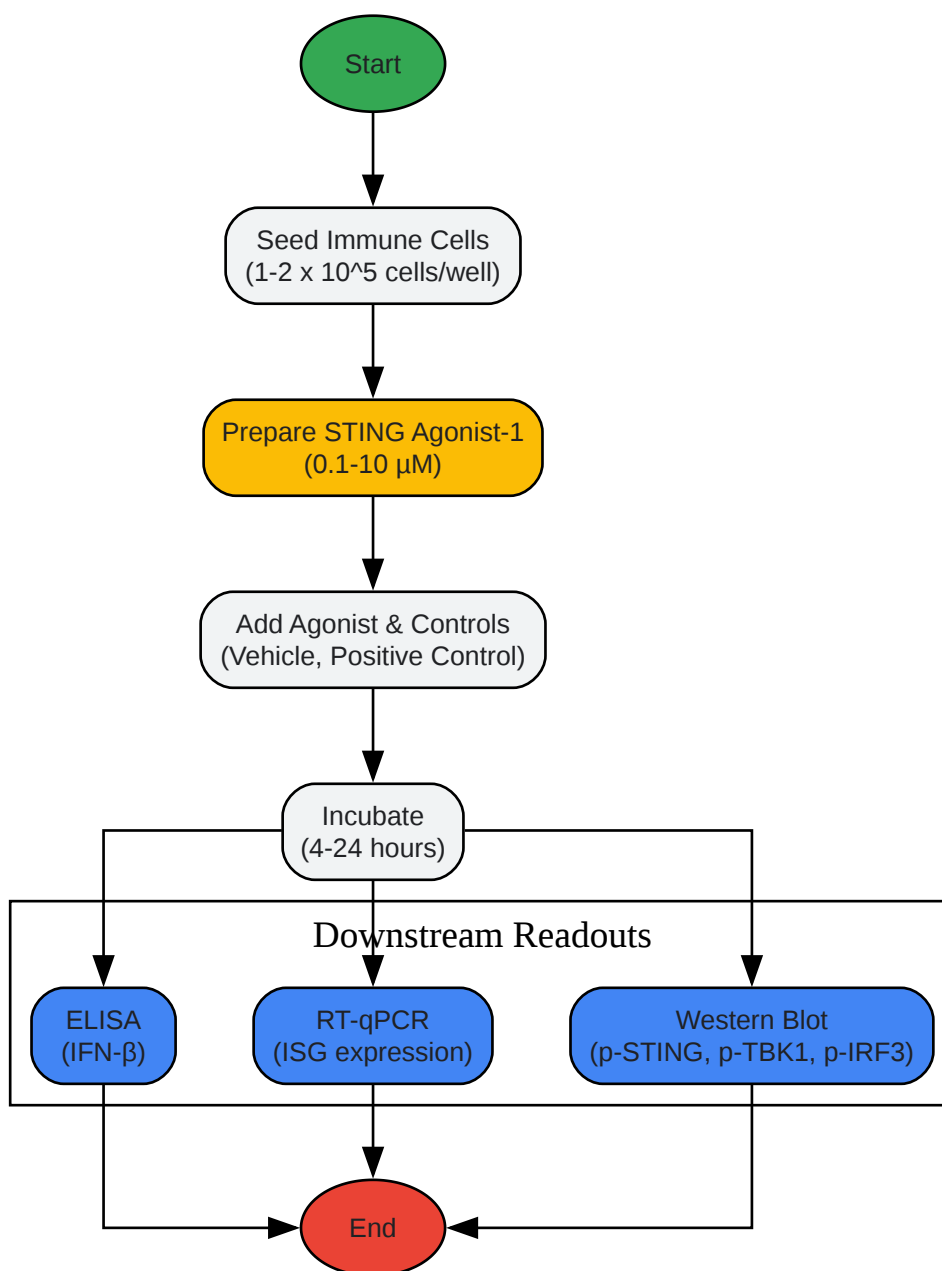 Start
Seed Immune Cells
(1-2 x 10^5 cells/well)
Prepare STING Agonist-1
(0.1-10 µM)
Add Agonist & Controls
(Vehicle, Positive Control)
Incubate
(4-24 hours)
Downstream Readouts
ELISA
(IFN-β)
RT-qPCR
(ISG expression)
Western Blot
(p-STING, p-TBK1, p-IRF3)
End